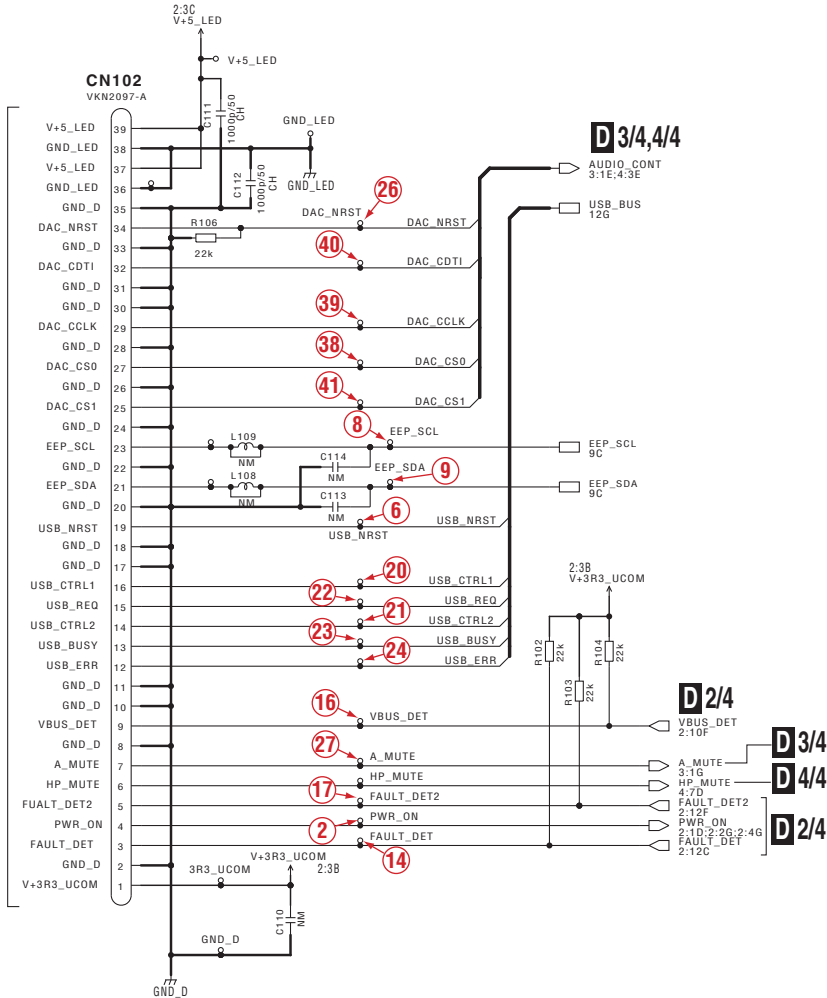 2:3C
V+5_LED
V+5_LED
CN102
VKN2097-A
C111
1000p/50
CH
GND_LED
C112
1000p/50
CH
GND_LED
V+5_LED 39
GND_LED 38
V+5_LED 37
GND_LED 36
GND_D 35
DAC_NRST 34
GND_D 33
DAC_CDTI 32
GND_D 31
GND_D 30
DAC_CCLK 29
GND_D 28
DAC_CS0 27
GND_D 26
DAC_CS1 25
GND_D 24
EEP_SCL 23
GND_D 22
EEP_SDA 21
GND_D 20
USB_NRST 19
GND_D 18
GND_D 17
USB_CTRL1 16
USB_REQ 15
USB_CTRL2 14
USB_BUSY 13
USB_ERR 12
GND_D 11
GND_D 10
VBUS_DET 9
GND_D 8
A_MUTE 7
HP_MUTE 6
FUALT_DET2 5
PWR_ON 4
FAULT_DET 3
GND_D 2
V+3R3_UCOM 1
R106
22k
DAC_NRST
26
DAC_NRST
40
DAC_CDTI
39
DAC_CCLK
38
DAC_CS0
41
DAC_CS1
8
EEP_SCL
L109
NM
C114
NM
EEP_SDA
9
L108
NM
C113
NM
6
USB_NRST
USB_NRST
20
USB_CTRL1
22
USB_REQ
21
USB_CTRL2
23
USB_BUSY
24
USB_ERR
D 3/4,4/4
AUDIO_CONT
3:1E;4:3E
USB_BUS
12G
EEP_SCL
9C
EEP_SDA
9C
2:3B
V+3R3_UCOM
R102
22k
R103
22k
R104
22k
16
VBUS_DET
27
A_MUTE
HP_MUTE
17
FAULT_DET2
2
PWR_ON
FAULT_DET
14
D 2/4
VBUS_DET
2:10F
A_MUTE
3:1G
D 3/4
HP_MUTE
4:7D
D 4/4
FAULT_DET2
2:12F
PWR_ON
2:1D;2:2G;2:4G
FAULT_DET
2:12C
D 2/4
V+3R3_UCOM
2:3B
3R3_UCOM
C110
NM
GND_D
GND_D